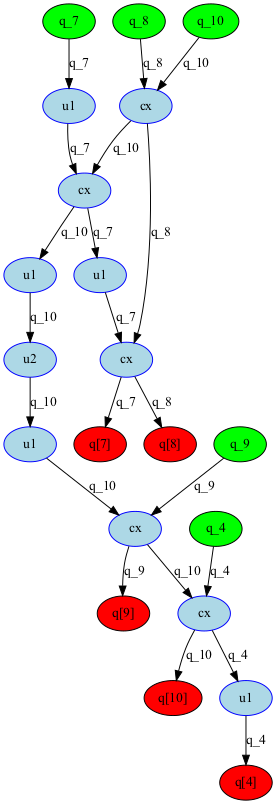 q_7 q_8 q_10
q_7 q_8 q_10
u1 cx
q_7 q_10
cx
q_10 q_7 q_8
u1 u1
q_10 q_7
u2 cx
q_10 q_7 q_8
u1 q[7] q[8] q_9
q_10 q_9
cx q_4
q_9 q_10 q_4
q[9] cx
q_10 q_4
q[10] u1
q_4
q[4]